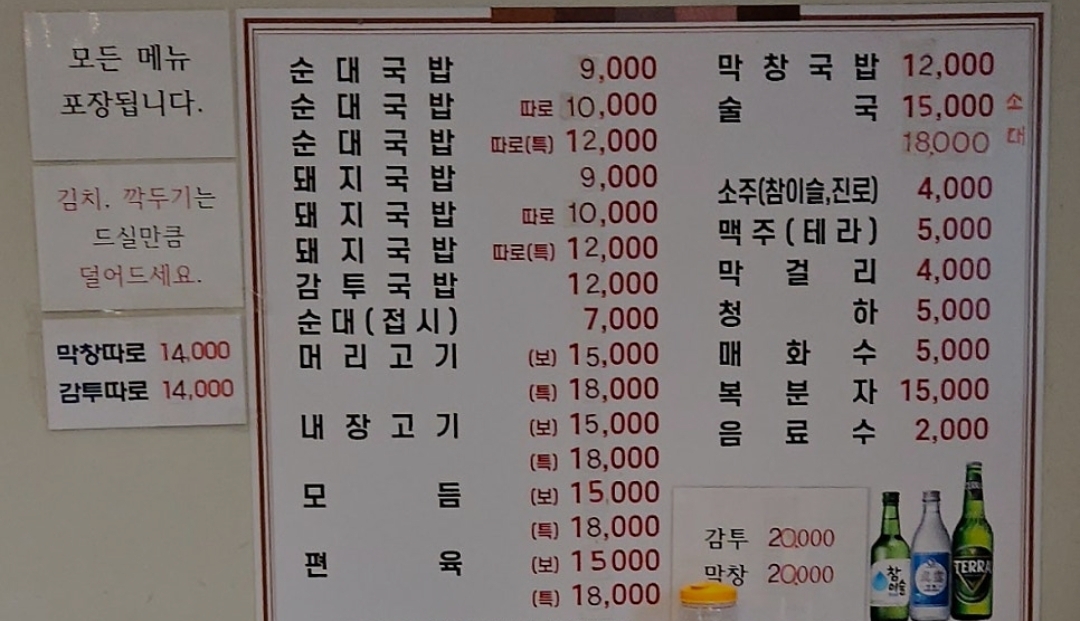 모든 메뉴
포장됩니다.
김치. 깍두기는
드실만큼
덜어드세요.
막창따로 14,000
감투따로 14,000
순대국밥 9,000
순대국밥 따로 10,000
순대국밥 따로(특) 12,000
돼지국밥 9,000
돼지국밥 따로 10,000
돼지국밥 따로(특) 12,000
감투국밥 12,000
순대(접시) 7,000
머리고기 (보) 15,000
(특) 18,000
내장고기 (보) 15,000
(특) 18,000
모듬 (보) 15,000
(특) 18,000
편육 (보) 15000
(특) 18,000
막창국밥 12,000
술국 15,000 소
18,000 대
소주(참이슬,진로) 4,000
맥주(테라) 5,000
막걸리 4,000
청하 5,000
매화수 5,000
복분자 15,000
음료수 2,000
감투 20,000
막창 20,000
참이슬
TERRA